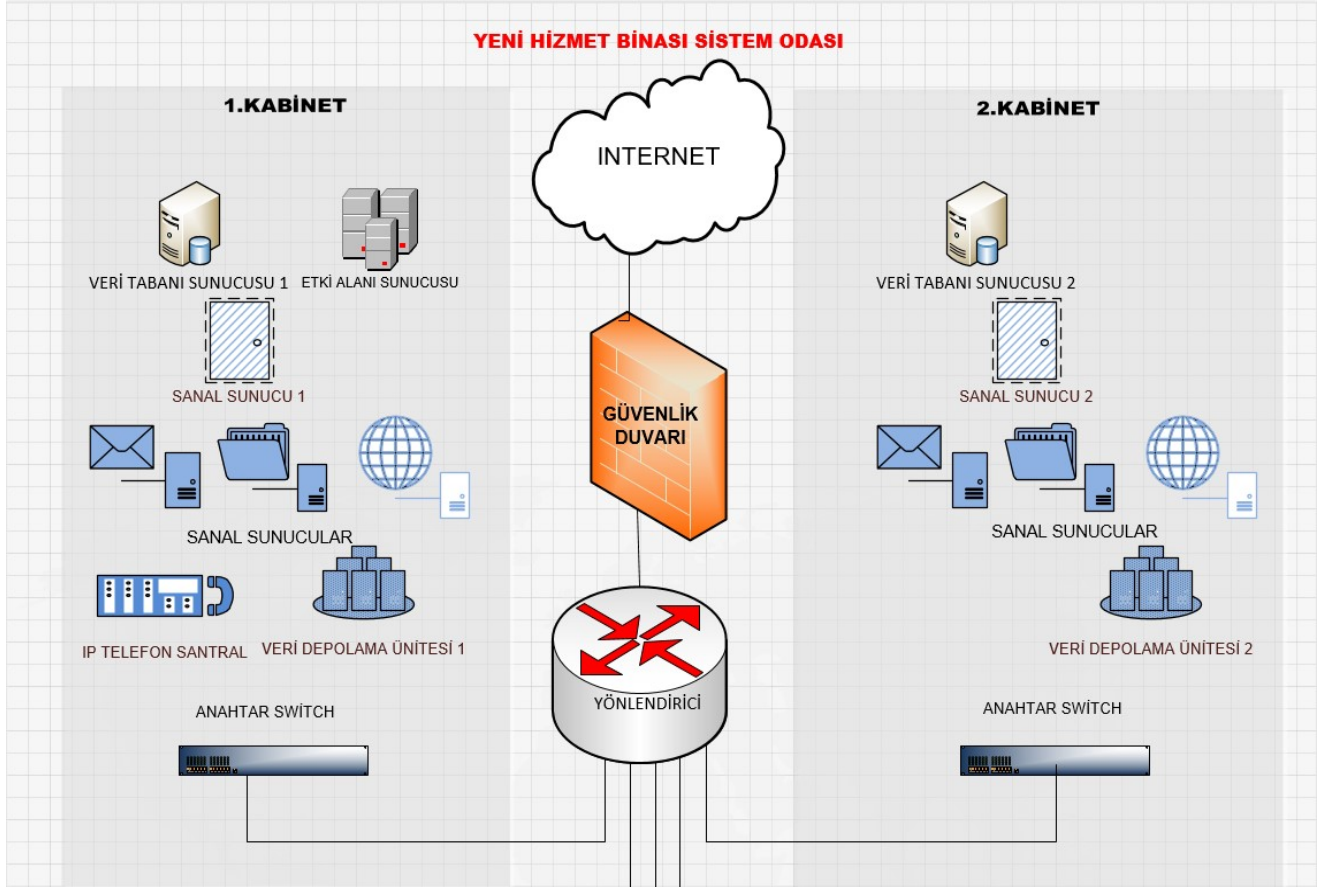 YENİ HİZMET BİNASI SİSTEM ODASI
1.KABİNET
VERİ TABANI SUNUCUSU 1
ETKİ ALANI SUNUCUSU
SANAL SUNUCU 1
SANAL SUNUCULAR
IP TELEFON SANTRAL
VERİ DEPOLAMA ÜNİTESİ 1
ANAHTAR SWİTCH
INTERNET
GÜVENLİK
DUVARI
YÖNLENDİRİCİ
2.KABİNET
VERİ TABANI SUNUCUSU 2
SANAL SUNUCU 2
SANAL SUNUCULAR
VERİ DEPOLAMA ÜNİTESİ 2
ANAHTAR SWİTCH